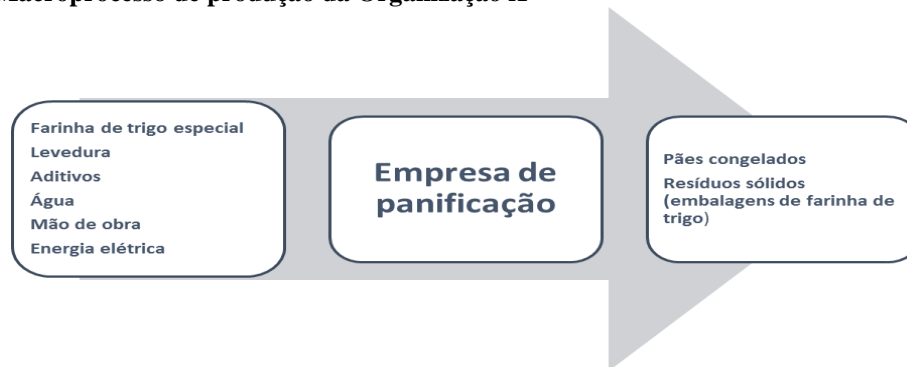 Macroprocesso de produção da Organização
Farinha de trigo especial
Levedura
Aditivos
Água
Mão de obra
Energia elétrica
Empresa de
panificação
Pães congelados
Resíduos sólidos
(embalagens de farinha de
trigo)